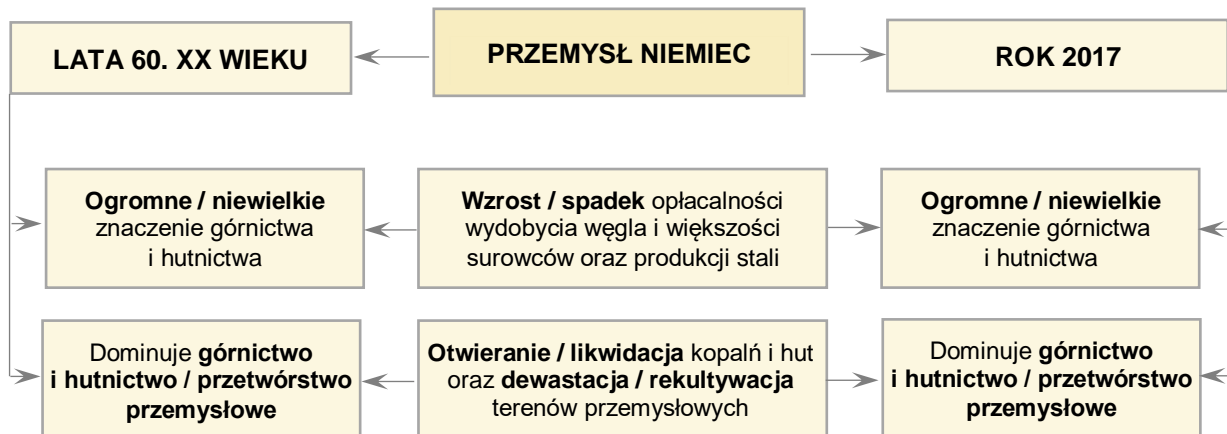 LATA 60. XX WIEKU
PRZEMYSŁ NIEMIEC
ROK 2017
Ogromne / niewielkie
znaczenie górnictwa
i hutnictwa
Wzrost / spadek opłacalności
wydobycia węgla i większości
surowców oraz produkcji stali
Ogromne / niewielkie
znaczenie górnictwa
i hutnictwa
Dominuje górnictwo
i hutnictwo / przetwórstwo
przemysłowe
Otwieranie / likwidacja kopalń i hut
oraz dewastacja / rekultywacja
terenów przemysłowych
Dominuje górnictwo
i hutnictwo / przetwórstwo
przemysłowe